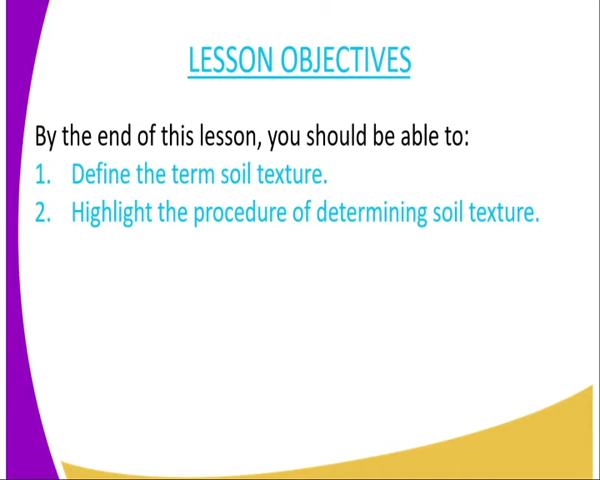 LESSON OBJECTIVES
By the end of this lesson, you should be able to:
1. Define the term soil texture.
2. Highlight the procedure of determining soil texture.